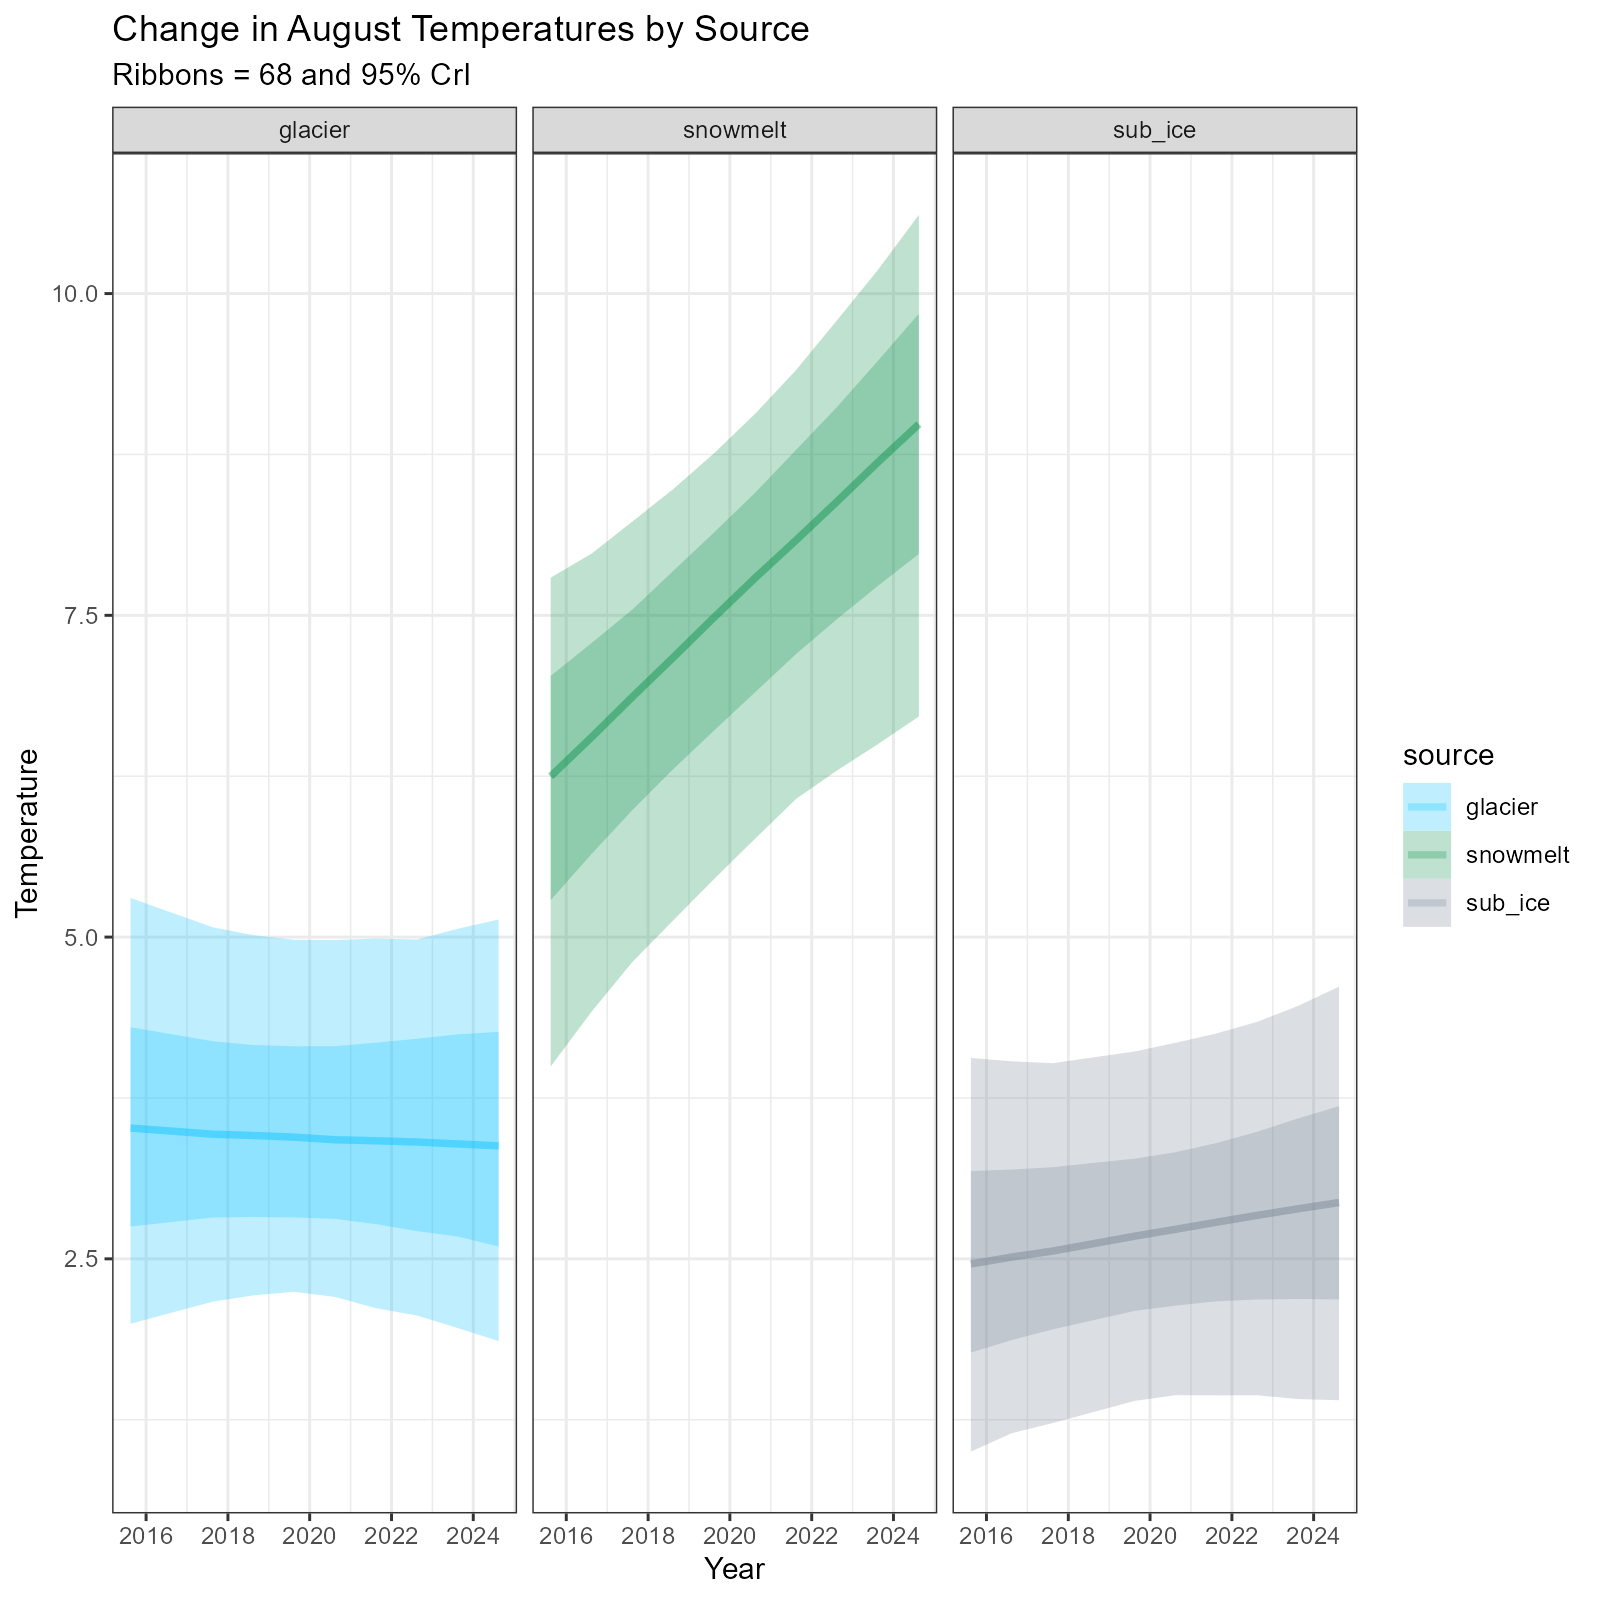 Change in August Temperatures by Source
Ribbons = 68 and 95% CrI
glacier snowmelt sub_ice
10.0
7.5
5.0
2.5
Temperature
source
glacier
snowmelt
sub_ice
2016 2018 2020 2022 2024 2016 2018 2020 2022 2024 2016 2018 2020 2022 2024
Year